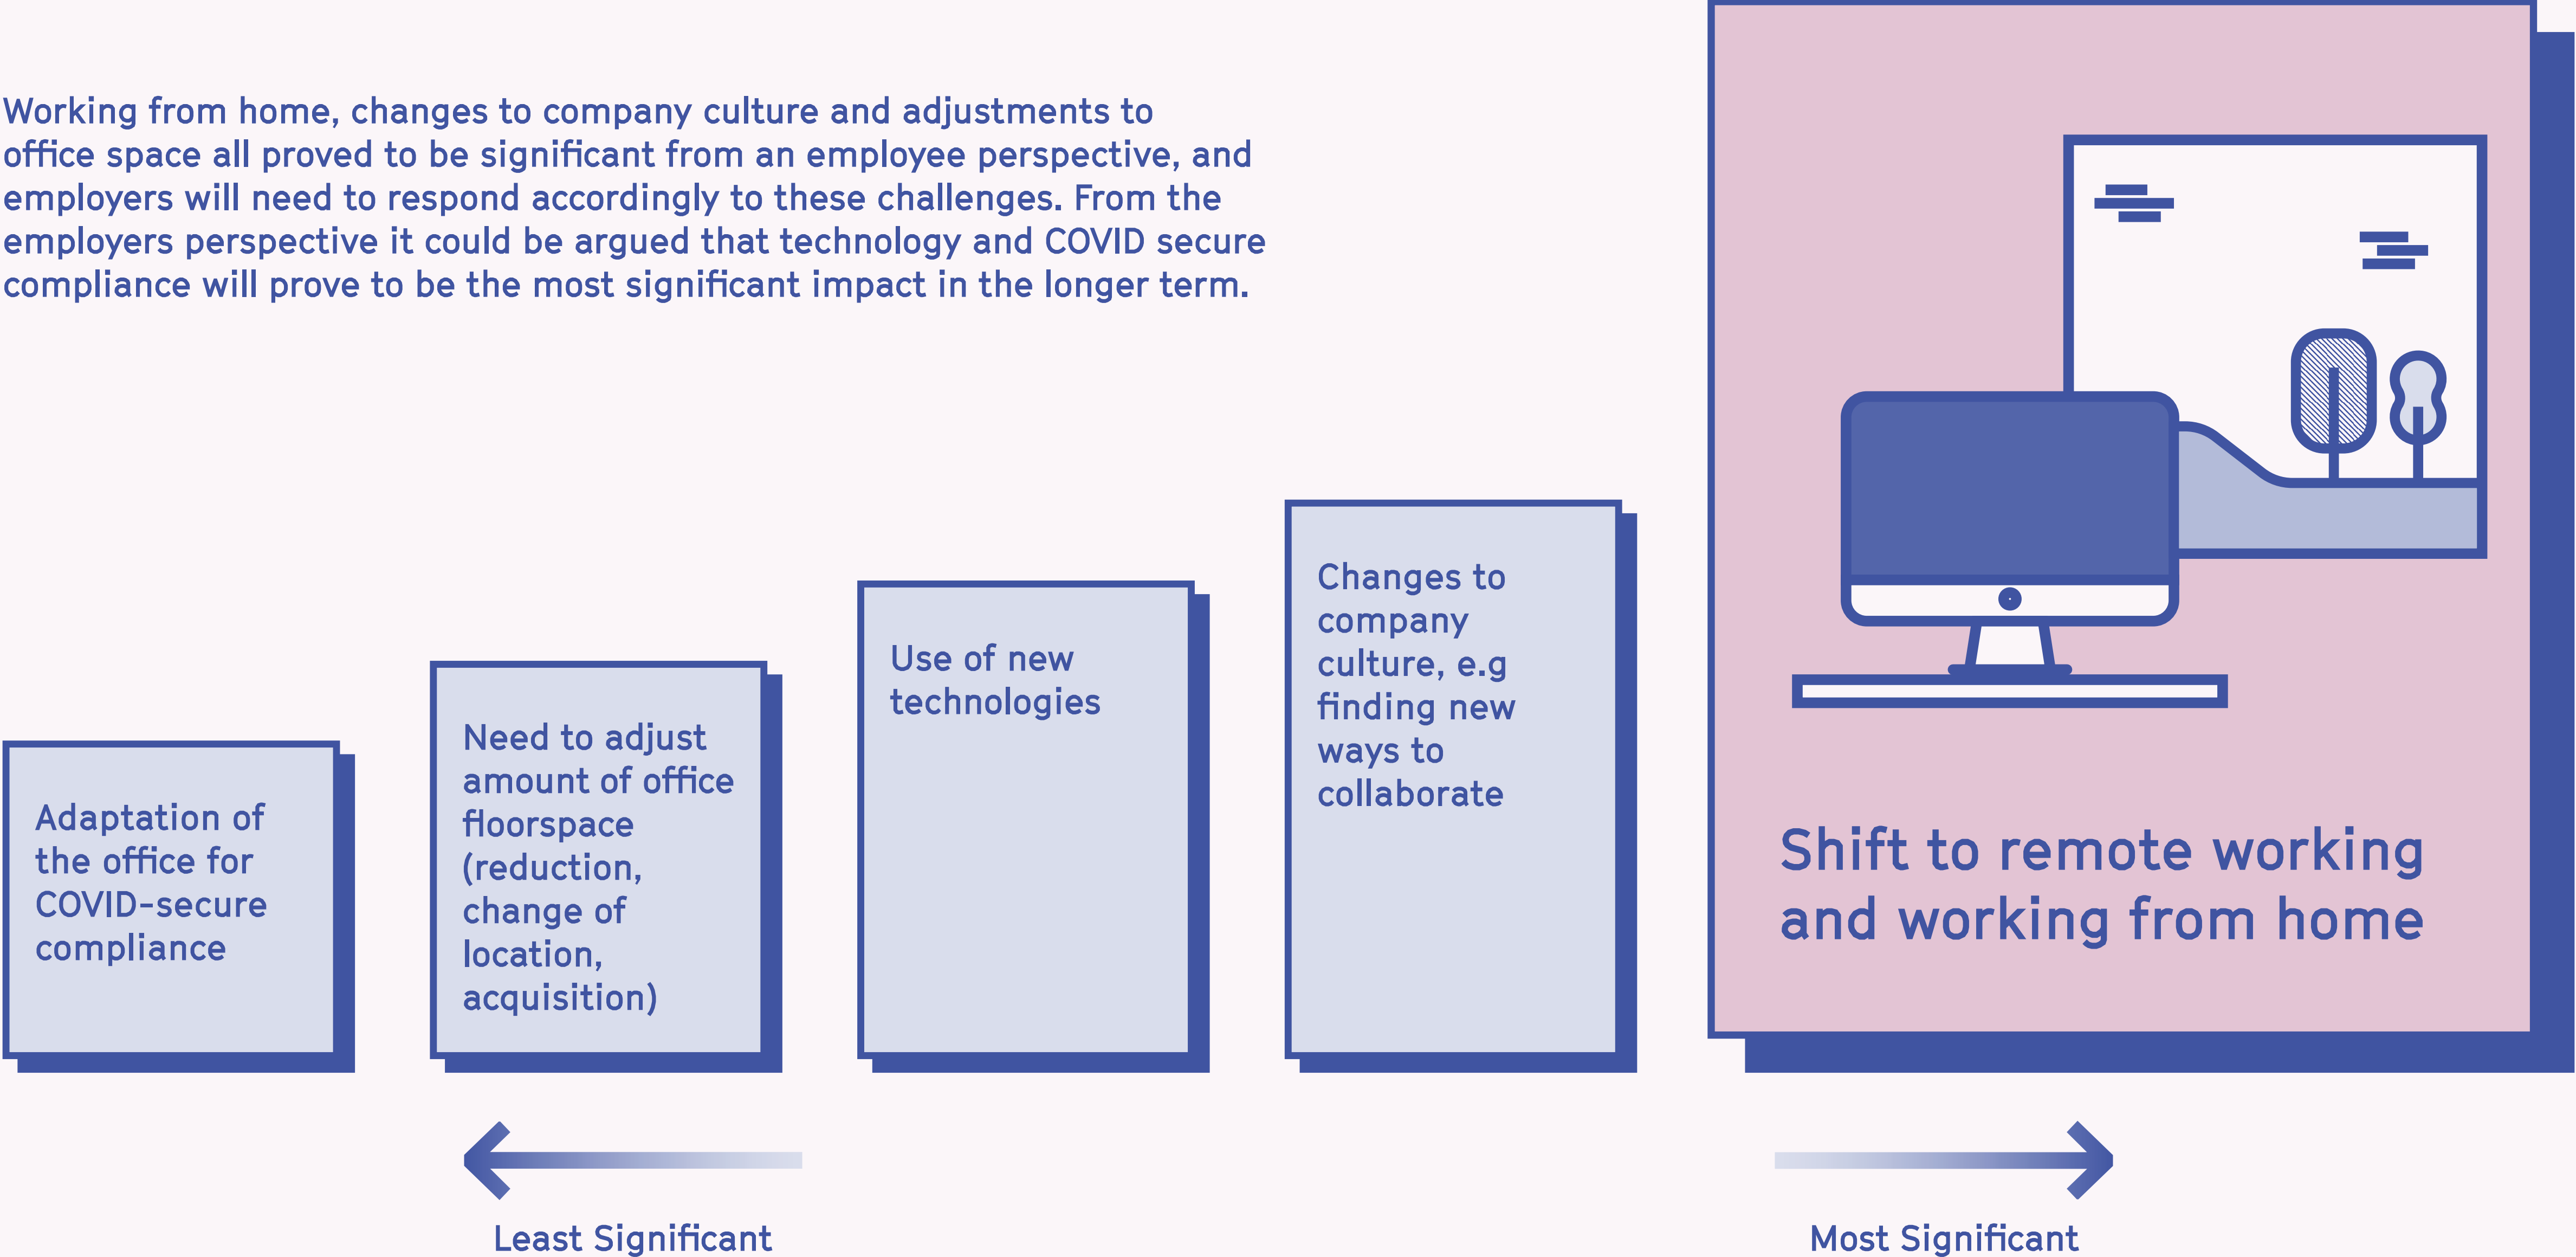 Working from home, changes to company culture and adjustments to
office space all proved to be significant from an employee perspective, and
employers will need to respond accordingly to these challenges. From the
employers perspective it could be argued that technology and COVID secure
compliance will prove to be the most significant impact in the longer term.
Adaptation of
the office for
COVID-secure
compliance
Need to adjust
amount of office
floorspace
(reduction,
change of
location,
acquisition)
Use of new
technologies
Changes to
company
culture, e.g
finding new
ways to
collaborate
Shift to remote working
and working from home
Least Significant
Most Significant